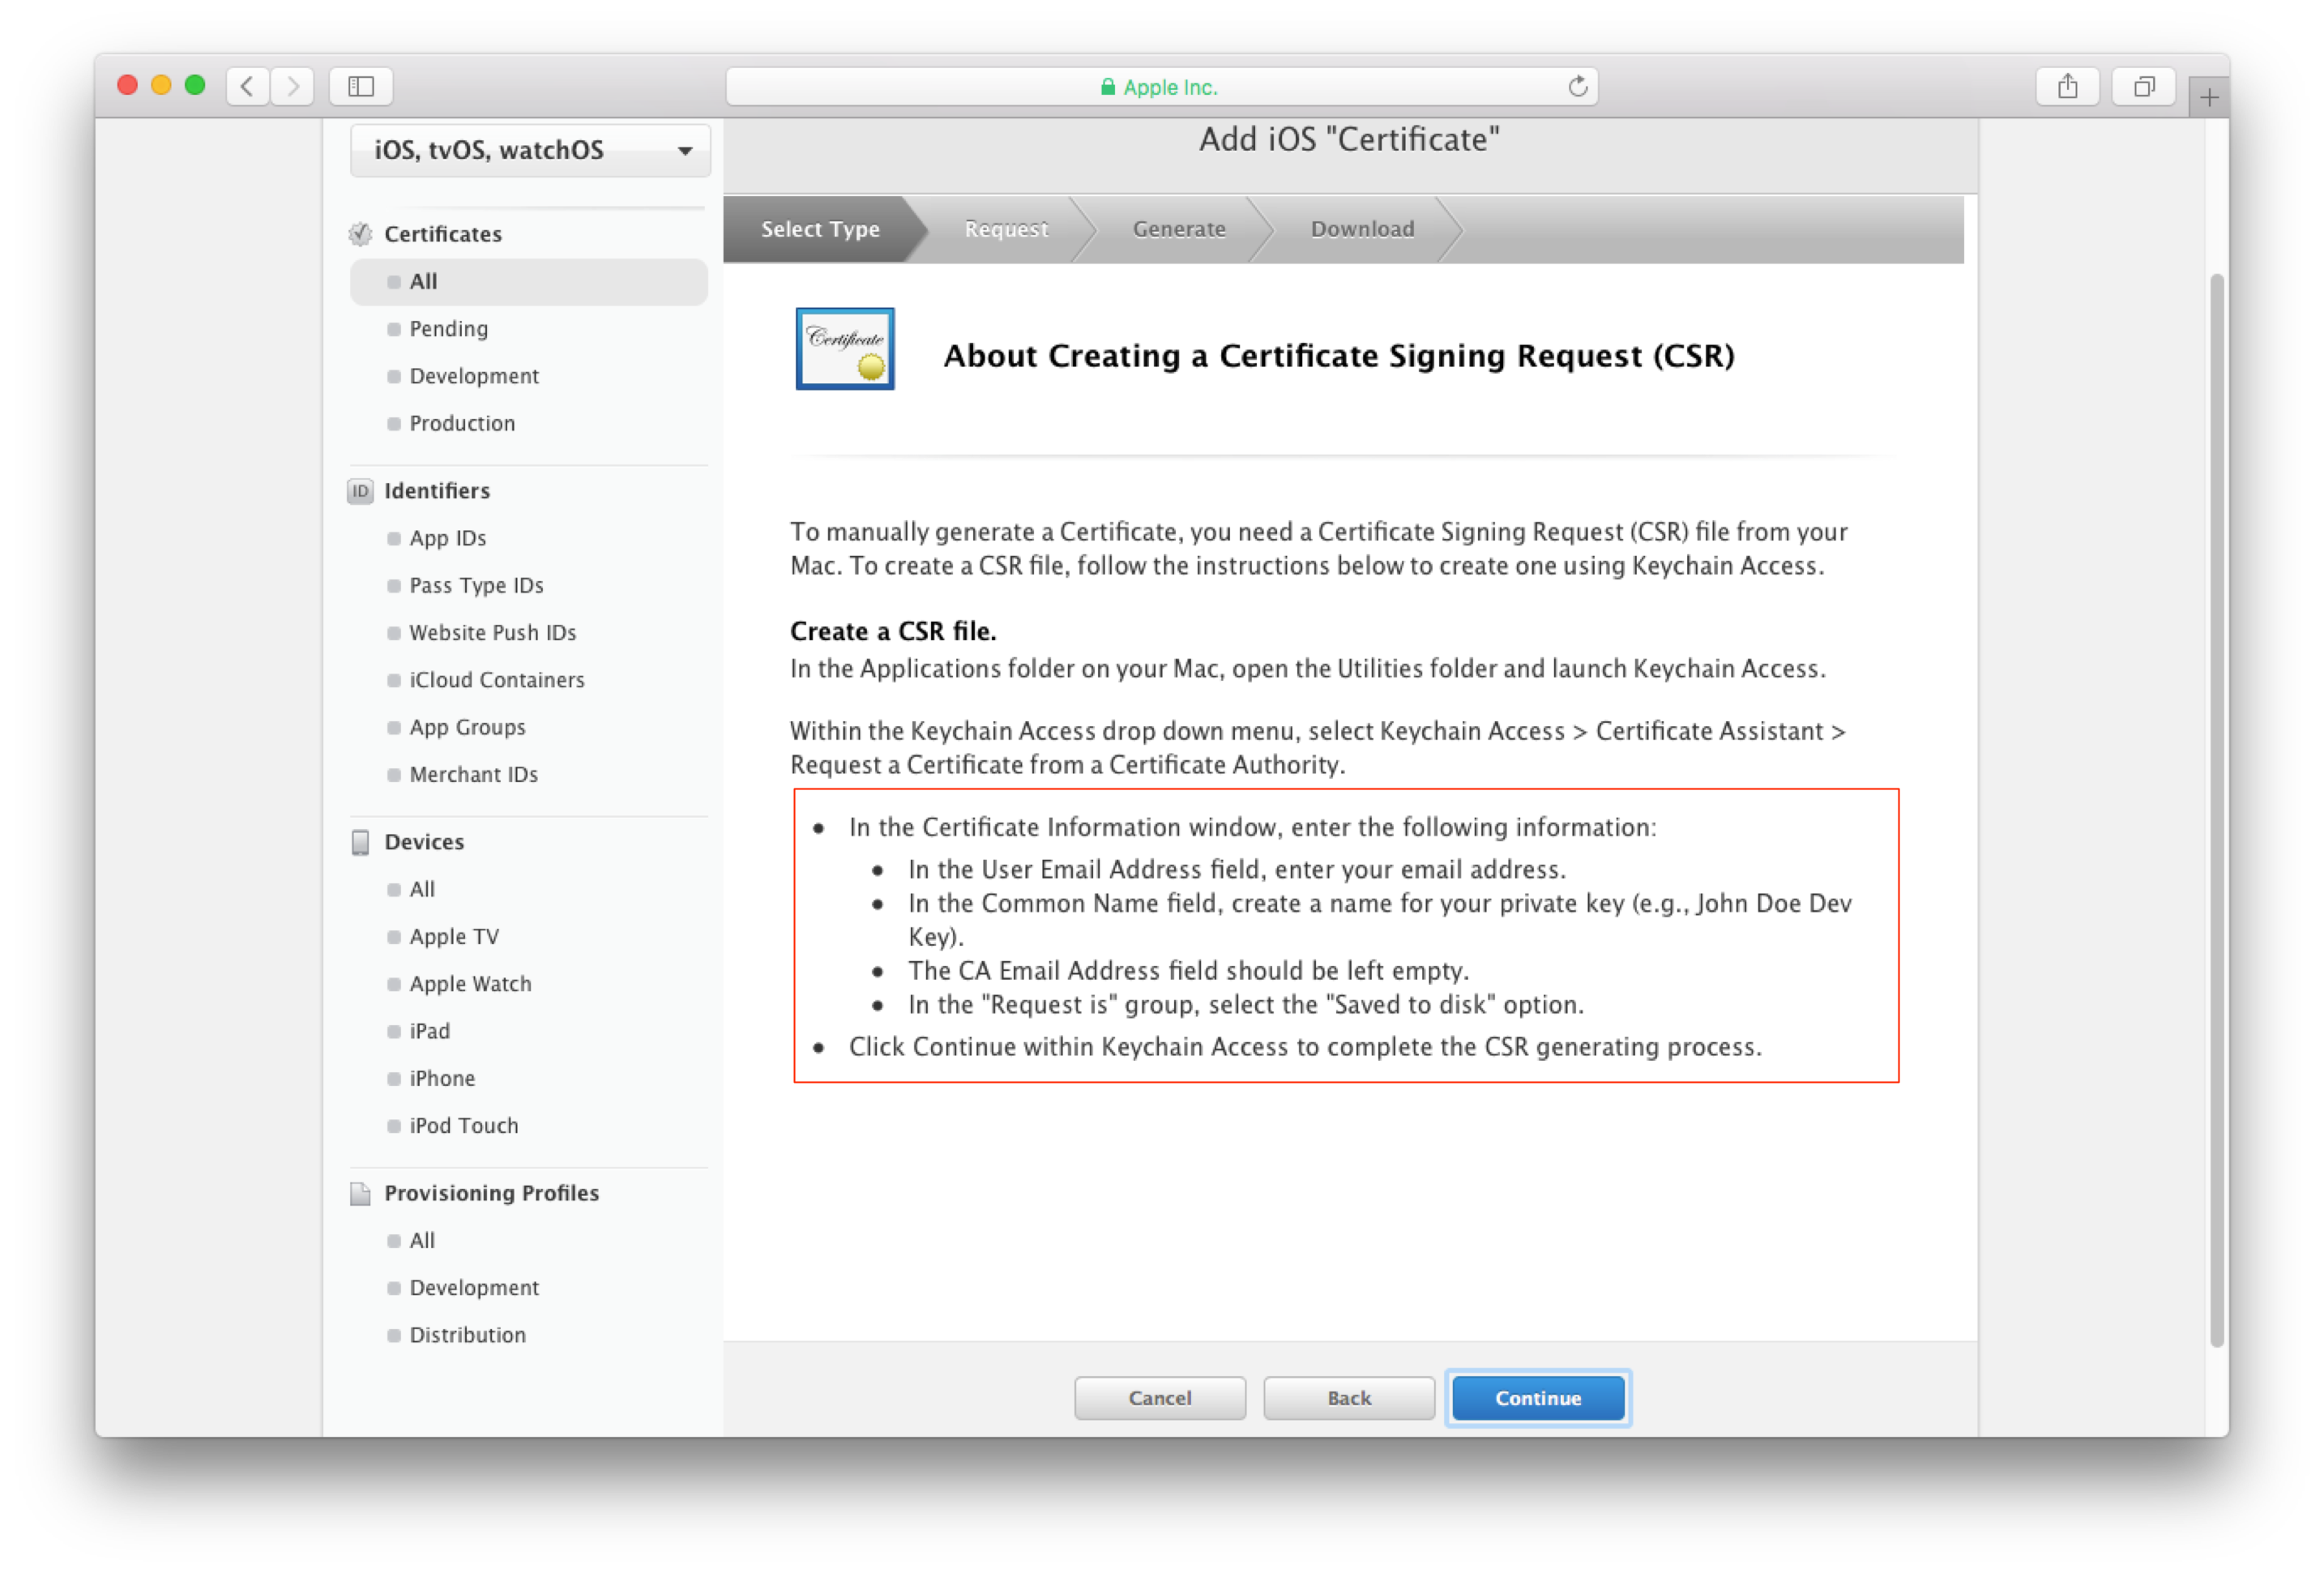 Apple Inc.
iOS, tvOS, watchOS
Certificates
All
Pending
Development
Production
ID
Identifiers
App IDs
Pass Type IDs
Website Push IDs
iCloud Containers
App Groups
Merchant IDs
Devices
All
Apple TV
Apple Watch
iPad
iPhone
iPod Touch
Provisioning Profiles
All
Development
Distribution
Add iOS "Certificate"
Select Type
Request
Generate
Download
Certificate
About Creating a Certificate Signing Request (CSR)
To manually generate a Certificate, you need a Certificate Signing Request (CSR) file from your
Mac. To create a CSR file, follow the instructions below to create one using Keychain Access.
Create a CSR file.
In the Applications folder on your Mac, open the Utilities folder and launch Keychain Access.
Within the Keychain Access drop down menu, select Keychain Access > Certificate Assistant >
Request a Certificate from a Certificate Authority.
• In the Certificate Information window, enter the following information:
• In the User Email Address field, enter your email address.
• In the Common Name field, create a name for your private key (e.g., John Doe Dev
Key).
• The CA Email Address field should be left empty.
• In the "Request is" group, select the "Saved to disk" option.
• Click Continue within Keychain Access to complete the CSR generating process.
Cancel
Back
Continue